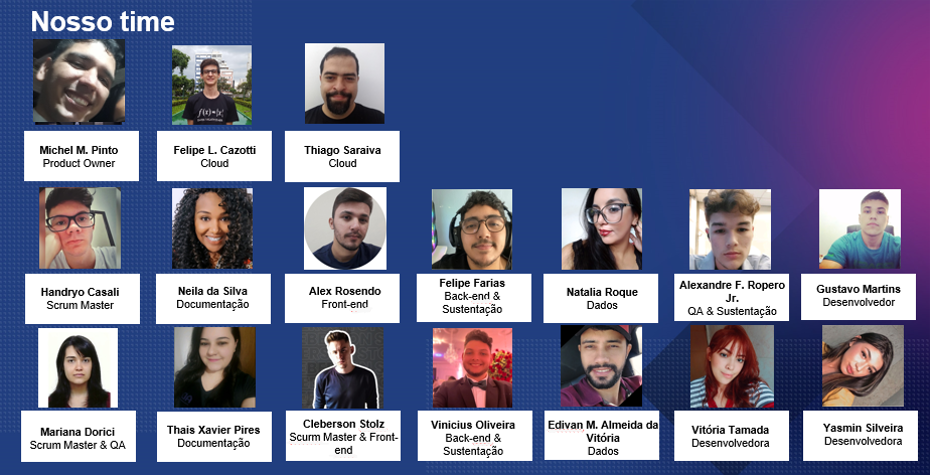 Nosso time
Michel M. Pinto
Product Owner
Felipe L. Cazotti
Cloud
Thiago Saraiva
Cloud
Handryo Casali
Scrum Master
Neila da Silva
Documentação
Alex Rosendo
Front-end
Felipe Farias
Back-end &
Sustentação
Natalia Roque
Dados
Alexandre F. Ropero
Jr.
QA & Sustentação
Gustavo Martins
Desenvolvedor
Mariana Dorici
Scrum Master & QA
Thais Xavier Pires
Documentação
Cleberson Stolz
Scurm Master & Front-
end
Vinicius Oliveira
Back-end &
Sustentação
Edivan M. Almeida da
Vitória
Dados
Vitória Tamada
Desenvolvedora
Yasmin Silveira
Desenvolvedora